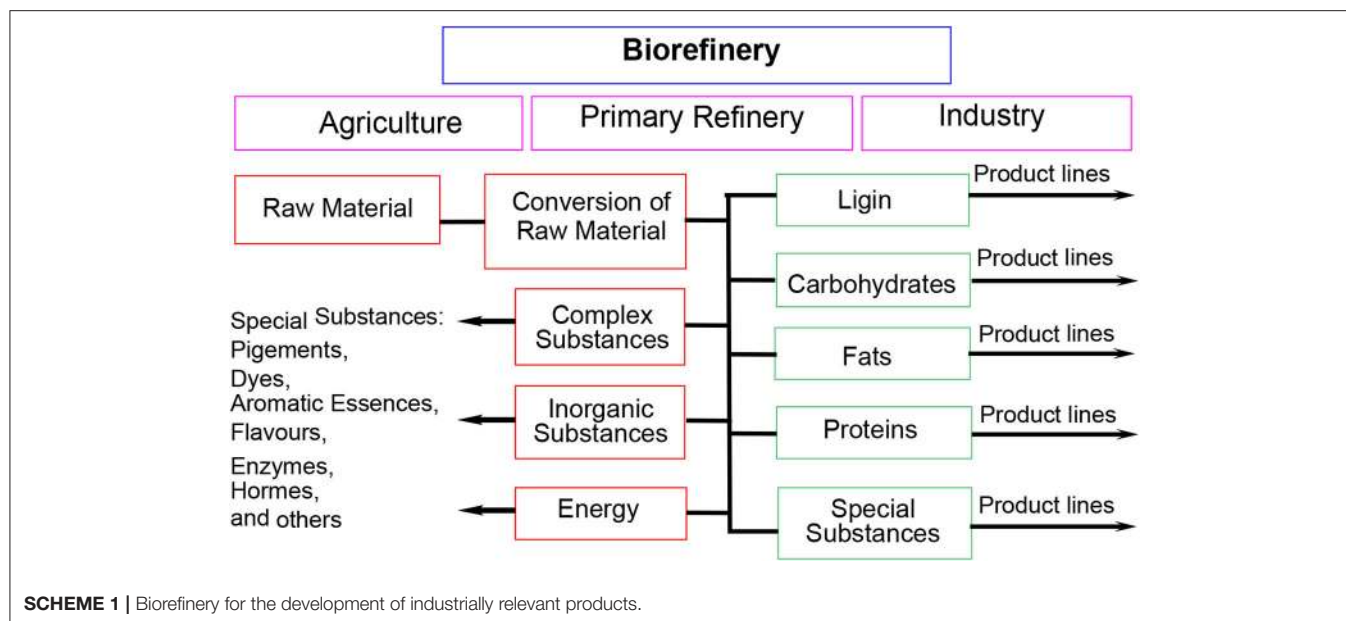 Biorefinery
Agriculture
Primary Refinery
Industry
Raw Material
Conversion of
Raw Material
Ligin
Product lines
Carbohydrates
Product lines
Special Substances:
Pigements,
Dyes,
Aromatic Essences,
Flavours,
Enzymes,
Hormes,
and others
Complex
Substances
Fats
Product lines
Inorganic
Substances
Proteins
Product lines
Energy
Special
Substances
Product lines
SCHEME 1 | Biorefinery for the development of industrially relevant products.